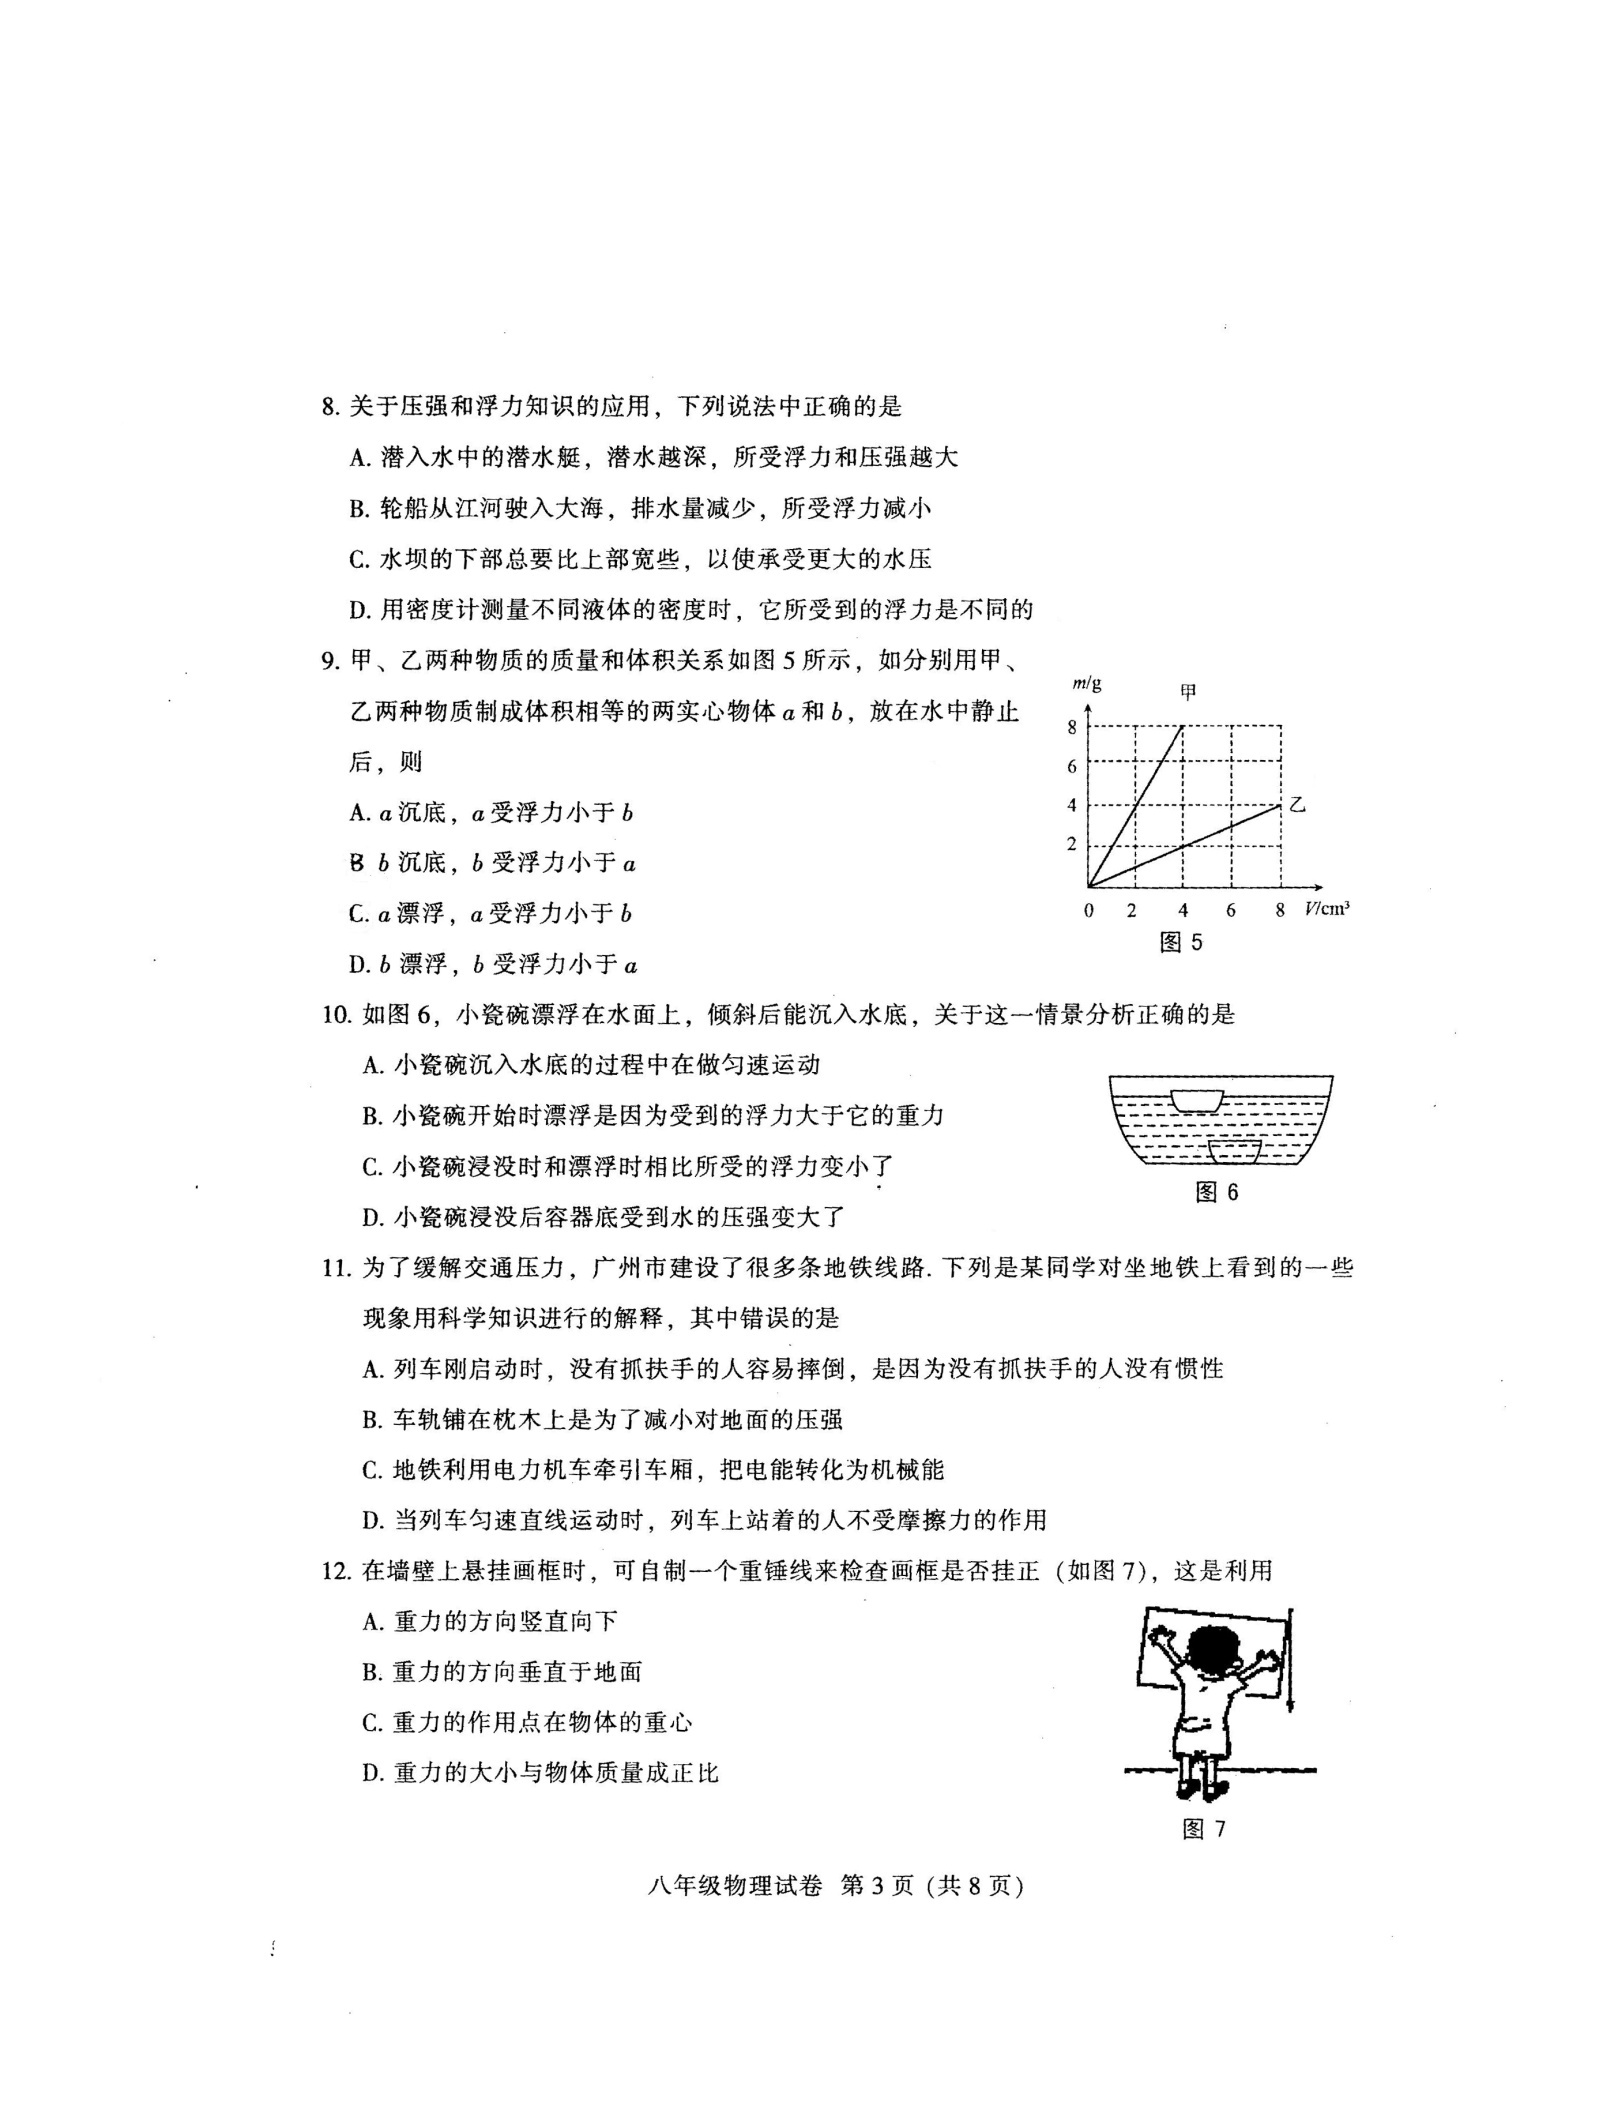 8. 关于压强和浮力知识的应用，下列说法中正确的是
A. 潜入水中的潜水艇，潜水越深，所受浮力和压强越大
B. 轮船从江河驶入大海，排水量减少，所受浮力减小
C. 水坝的下部总要比上部宽些，以使承受更大的水压
D. 用密度计测量不同液体的密度时，它所受到的浮力是不同的
9. 甲、乙两种物质的质量和体积关系如图 5 所示，如分别用甲、
乙两种物质制成体积相等的两实心物体 a 和 b，放在水中静止
后，则
A. a 沉底，a 受浮力小于 b
B b 沉底，b 受浮力小于 a
C. a 漂浮，a 受浮力小于 b
D. b 漂浮，b 受浮力小于 a
m/g
甲
8
6
4
乙
2
0 2 4 6 8 V/cm³
图 5
10. 如图 6，小瓷碗漂浮在水面上，倾斜后能沉入水底，关于这一情景分析正确的是
A. 小瓷碗沉入水底的过程中在做匀速运动
B. 小瓷碗开始时漂浮是因为受到的浮力大于它的重力
C. 小瓷碗浸没时和漂浮时相比所受的浮力变小了
D. 小瓷碗浸没后容器底受到水的压强变大了
图 6
11. 为了缓解交通压力，广州市建设了很多条地铁线路. 下列是某同学对坐地铁上看到的一些
现象用科学知识进行的解释，其中错误的是
A. 列车刚启动时，没有抓扶手的人容易摔倒，是因为没有抓扶手的人没有惯性
B. 车轨铺在枕木上是为了减小对地面的压强
C. 地铁利用电力机车牵引车厢，把电能转化为机械能
D. 当列车匀速直线运动时，列车上站着的人不受摩擦力的作用
12. 在墙壁上悬挂画框时，可自制一个重锤线来检查画框是否挂正（如图 7），这是利用
A. 重力的方向竖直向下
B. 重力的方向垂直于地面
C. 重力的作用点在物体的重心
D. 重力的大小与物体质量成正比
图 7
八年级物理试卷 第 3 页 (共 8 页)